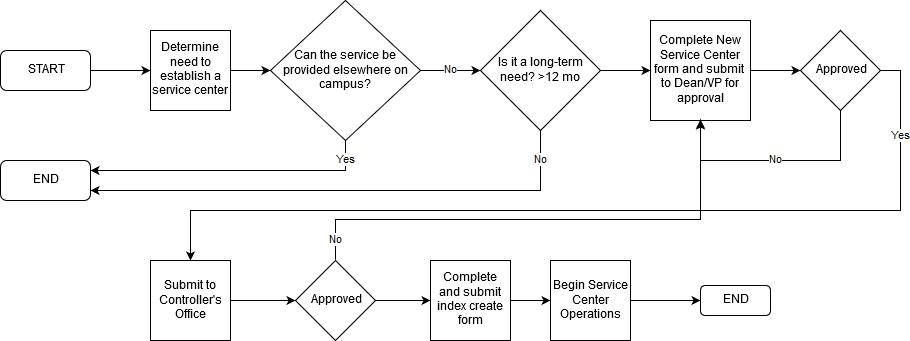 START
Determine
need to
establish a
service center
Can the service be
provided elsewhere on
campus?
No
Is it a long-term
need? >12 mo
Complete New
Service Center
form and submit
to Dean/VP for
approval
Approved
Yes
No
Yes
No
END
No
Submit to
Controller's
Office
Approved
Complete
and submit
index create
form
Begin Service
Center
Operations
END